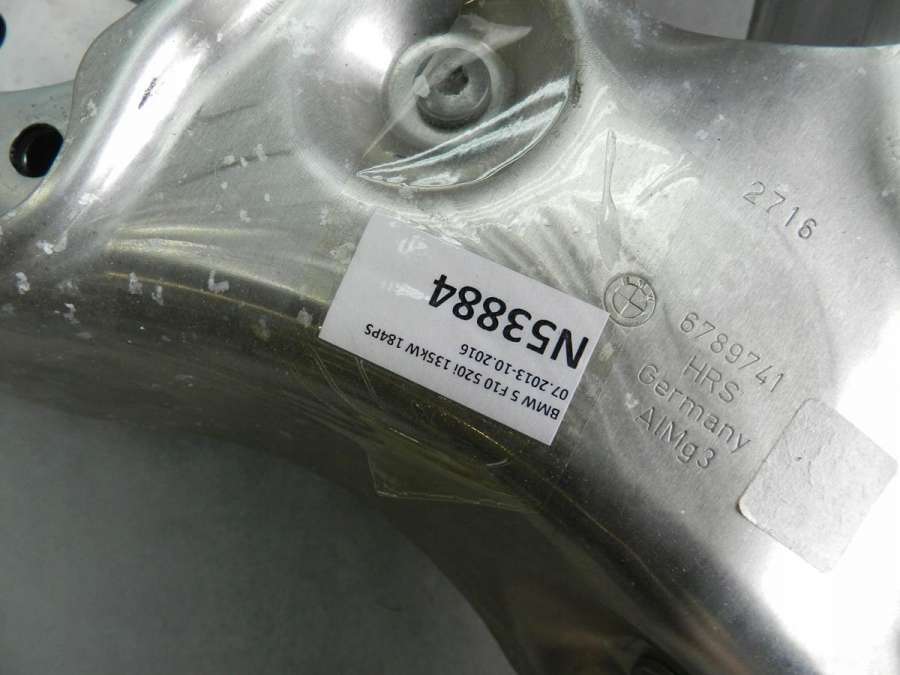 2716
6789741
HRS
Germany
AlMg3
N53884
BMW 5 F10 520i 135kW 184PS
07.2013-10.2016